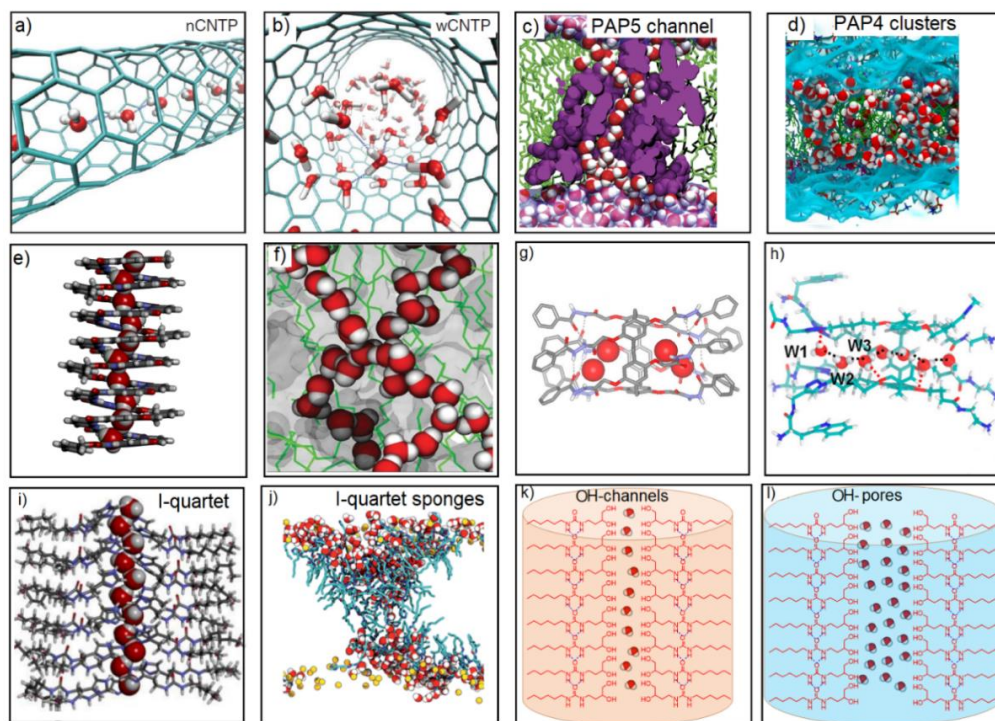 a) nCNTP
b) wCNTP
c) PAP5 channel
d) PAP4 clusters
e)
f)
g)
h)
W1
W3
W2
i) I-quartet
j) I-quartet sponges
k) OH-channels
l) OH- pores